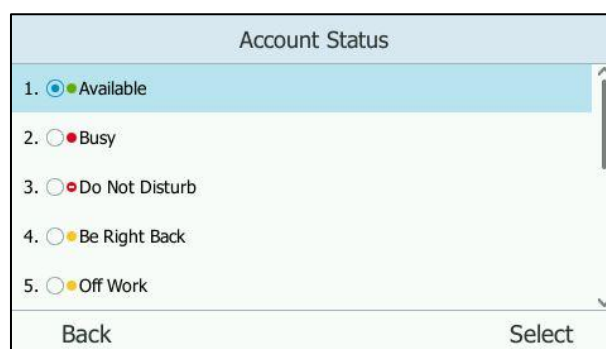 Account Status
1. Available
2. Busy
3. Do Not Disturb
4. Be Right Back
5. Off Work
Back Select